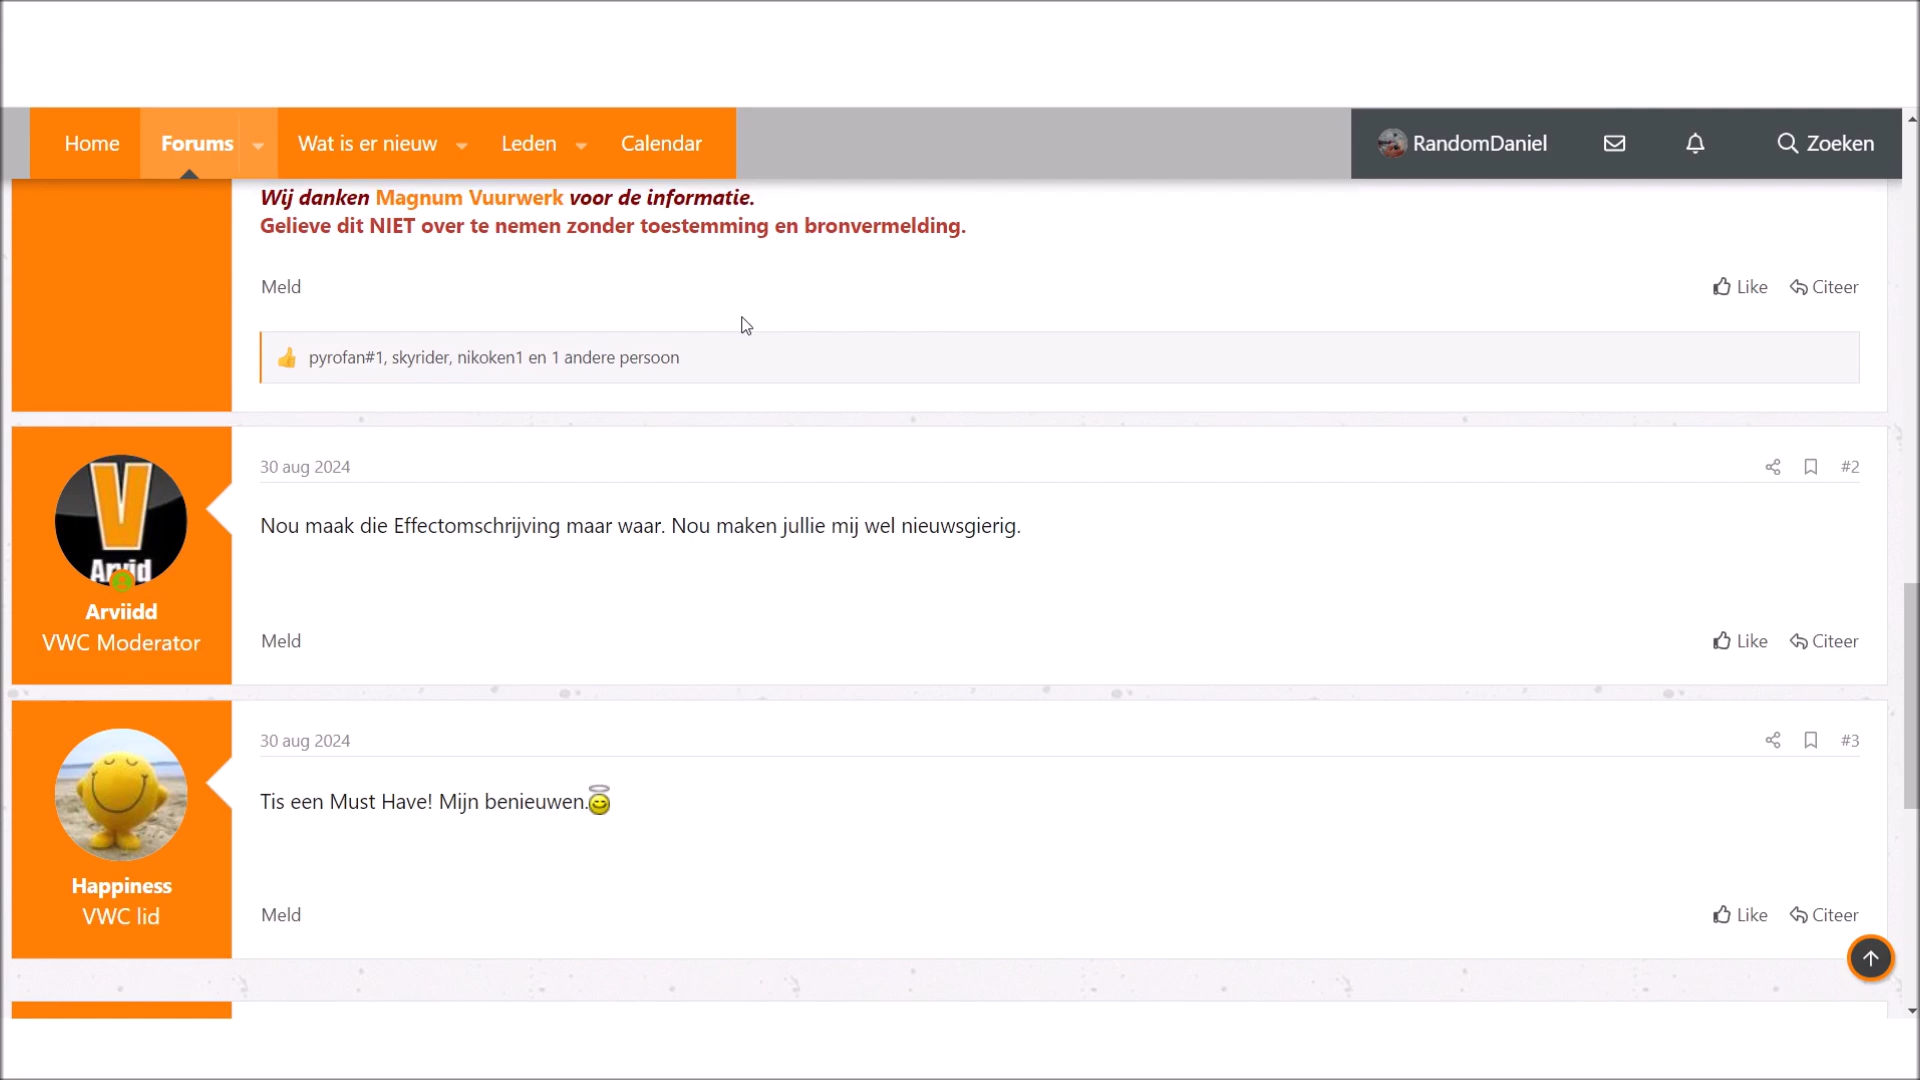 Home Forums Wat is er nieuw Leden Calendar RandomDaniel Zoeken
Wij danken Magnum Vuurwerk voor de informatie.
Gelieve dit NIET over te nemen zonder toestemming en bronvermelding.
Meld Like Citeer
pyrofan#1, skyrider, nikoken1 en 1 andere persoon
30 aug 2024 #2
Nou maak die Effectomschrijving maar waar. Nou maken jullie mij wel nieuwsgierig.
V
Arvid
Arviidd
VWC Moderator
Meld Like Citeer
30 aug 2024 #3
Tis een Must Have! Mijn benieuwen.
Happiness
VWC lid
Meld Like Citeer